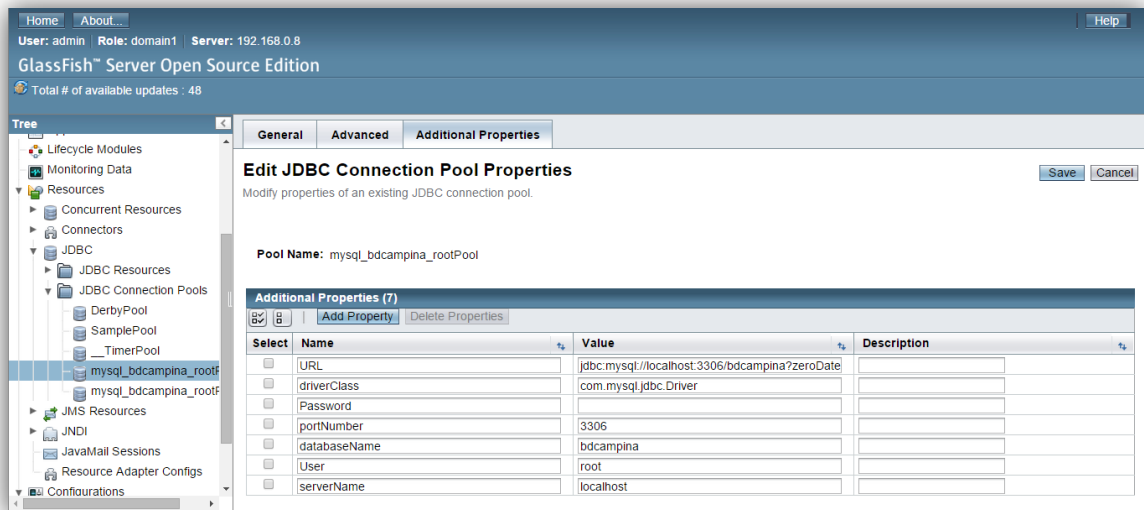 Home About... Help
User: admin Role: domain1 Server: 192.168.0.8
GlassFish™ Server Open Source Edition
Total # of available updates : 48
Tree
Lifecycle Modules
Monitoring Data
Resources
Concurrent Resources
Connectors
JDBC
JDBC Resources
JDBC Connection Pools
DerbyPool
SamplePool
__TimerPool
mysql_bdcampina_rootF
mysql_bdcampina_rootF
JMS Resources
JNDI
JavaMail Sessions
Resource Adapter Configs
Configurations
General Advanced Additional Properties
Edit JDBC Connection Pool Properties
Save Cancel
Modify properties of an existing JDBC connection pool.
Pool Name: mysql_bdcampina_rootPool
Additional Properties (7)
Add Property Delete Properties
Select Name Value Description
URL jdbc:mysql://localhost:3306/bdcampina?zeroDate
driverClass com.mysql.jdbc.Driver
Password
portNumber 3306
databaseName bdcampina
User root
serverName localhost